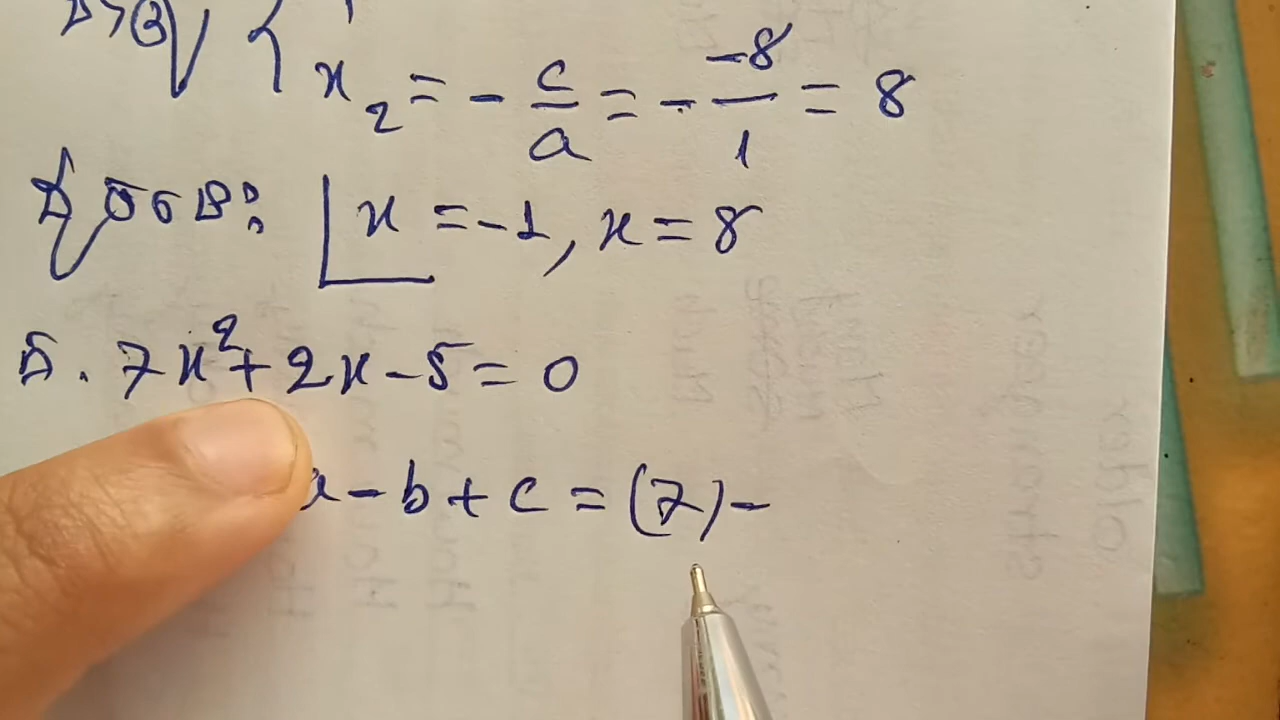 x₂ = - c/a = - -8/1 = 8
x = -1, x = 8
7x² + 2x - 5 = 0
a - b + c = (7) -